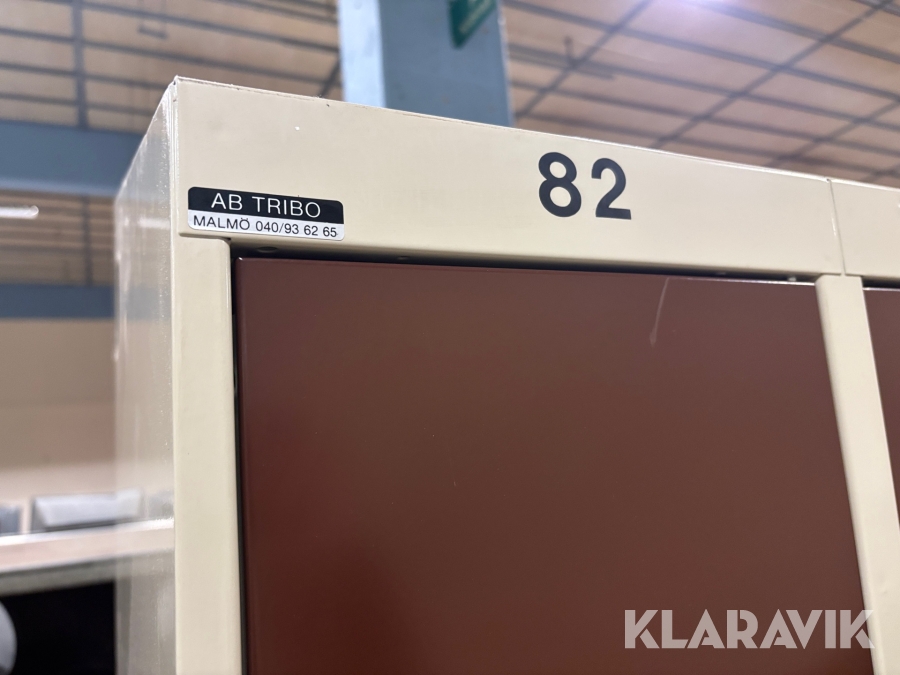 82
AB TRIBO
MALMÖ 040/93 62 65
KLARAVIK